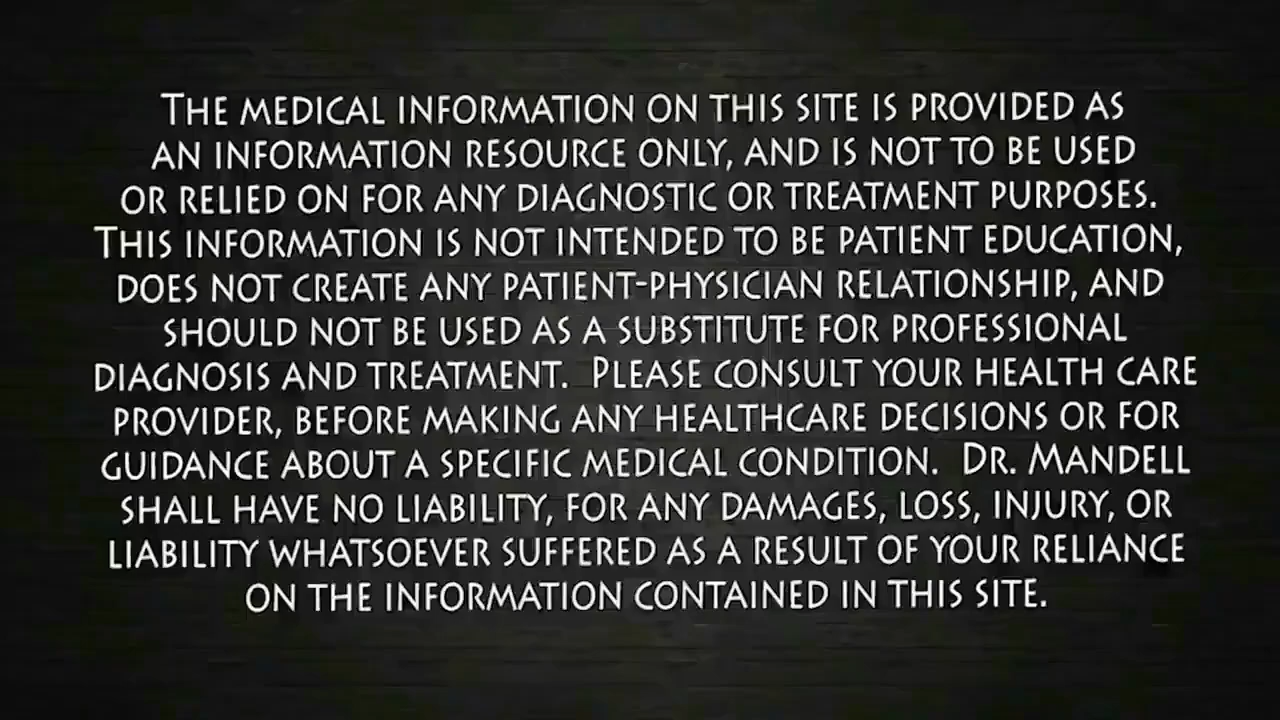 The medical information on this site is provided as
an information resource only, and is not to be used
or relied on for any diagnostic or treatment purposes.
This information is not intended to be patient education,
does not create any patient-physician relationship, and
should not be used as a substitute for professional
diagnosis and treatment.  Please consult your health care
provider, before making any healthcare decisions or for
guidance about a specific medical condition.  Dr. Mandell
shall have no liability, for any damages, loss, injury, or
liability whatsoever suffered as a result of your reliance
on the information contained in this site.